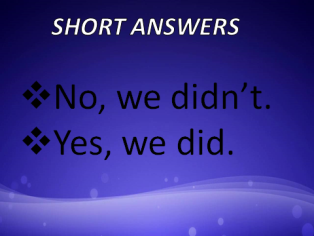 SHORT ANSWERS
❖No, we didn’t.
❖Yes, we did.